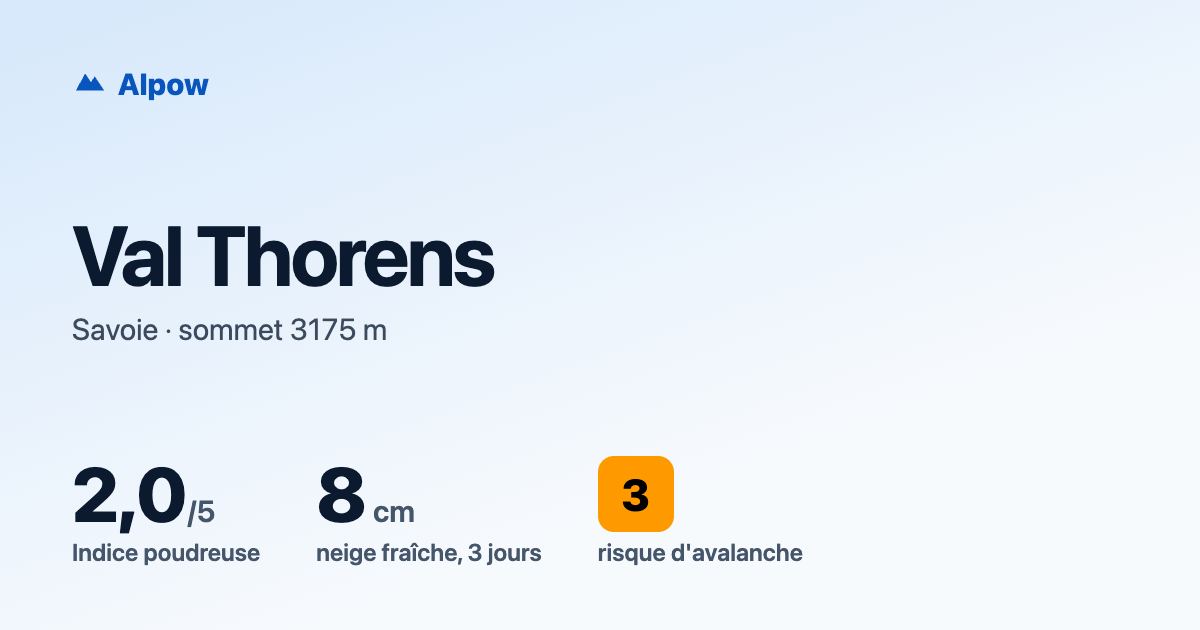 Alpow
Val Thorens
Savoie · sommet 3175 m
2,0/5
Indice poudreuse
8 cm
neige fraîche, 3 jours
3
risque d'avalanche